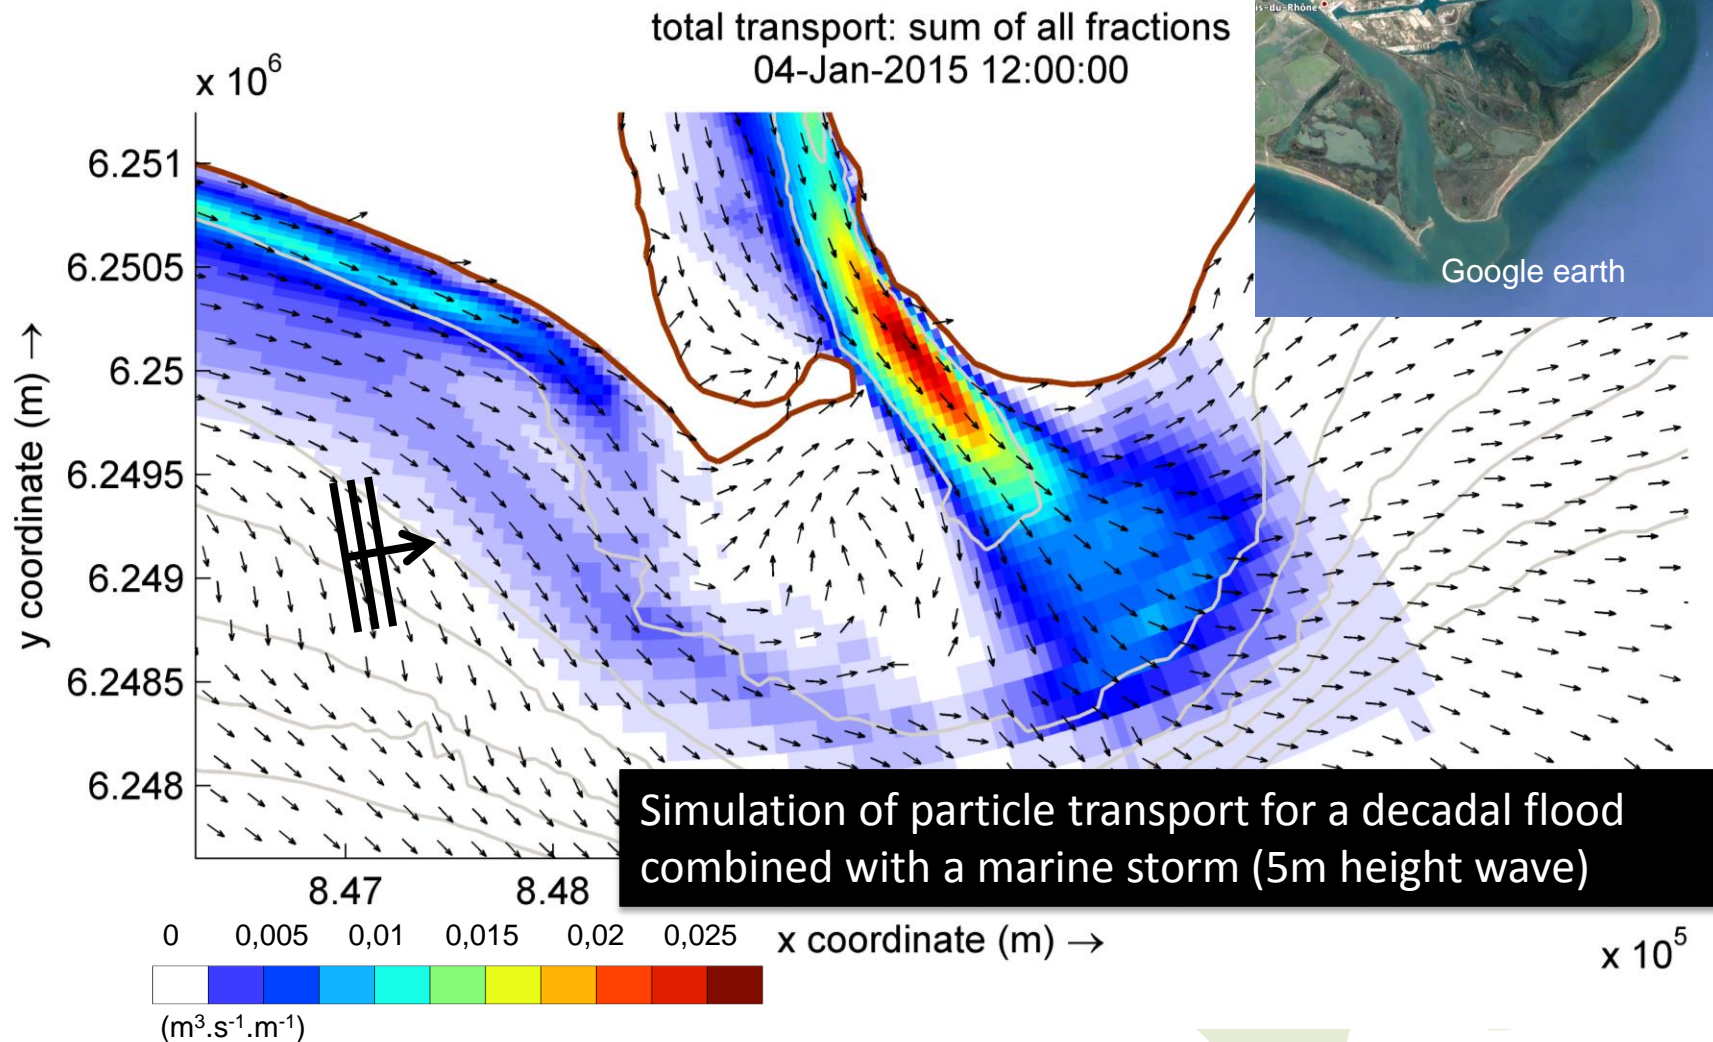 total transport: sum of all fractions
04-Jan-2015 12:00:00
is-du-Rhône
Google earth
x 10^6
6.251
6.2505
6.25
6.2495
6.249
6.2485
6.248
y coordinate (m) →
Simulation of particle transport for a decadal flood
combined with a marine storm (5m height wave)
8.47 8.48
0 0,005 0,01 0,015 0,02 0,025
x coordinate (m) →
x 10^5
(m³.s⁻¹.m⁻¹)